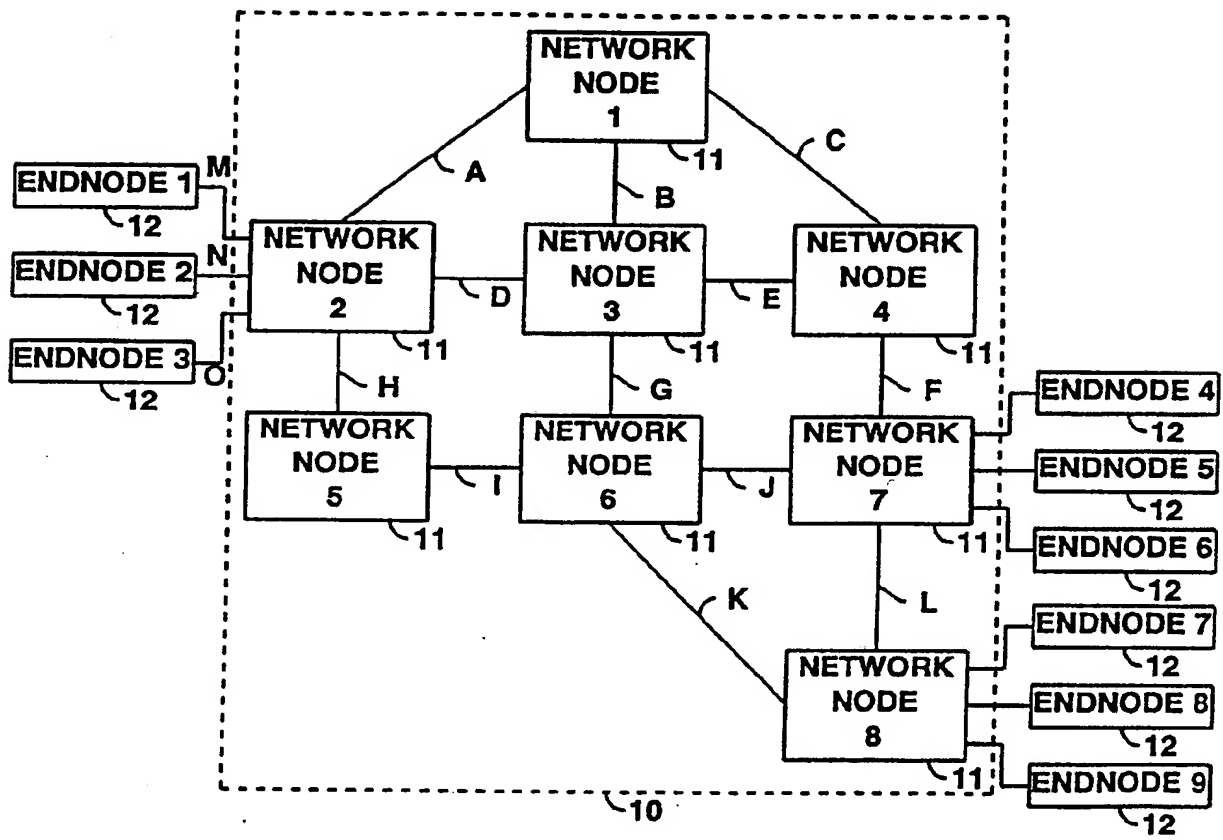 NETWORK
NODE
1
11
A
B
C
M
ENDNODE 1
12
N
ENDNODE 2
12
O
ENDNODE 3
12
NETWORK
NODE
2
11
D
NETWORK
NODE
3
11
E
NETWORK
NODE
4
11
H
G
F
NETWORK
NODE
5
11
I
NETWORK
NODE
6
11
J
NETWORK
NODE
7
11
ENDNODE 4
12
ENDNODE 5
12
ENDNODE 6
12
K
L
NETWORK
NODE
8
11
ENDNODE 7
12
ENDNODE 8
12
ENDNODE 9
12
10